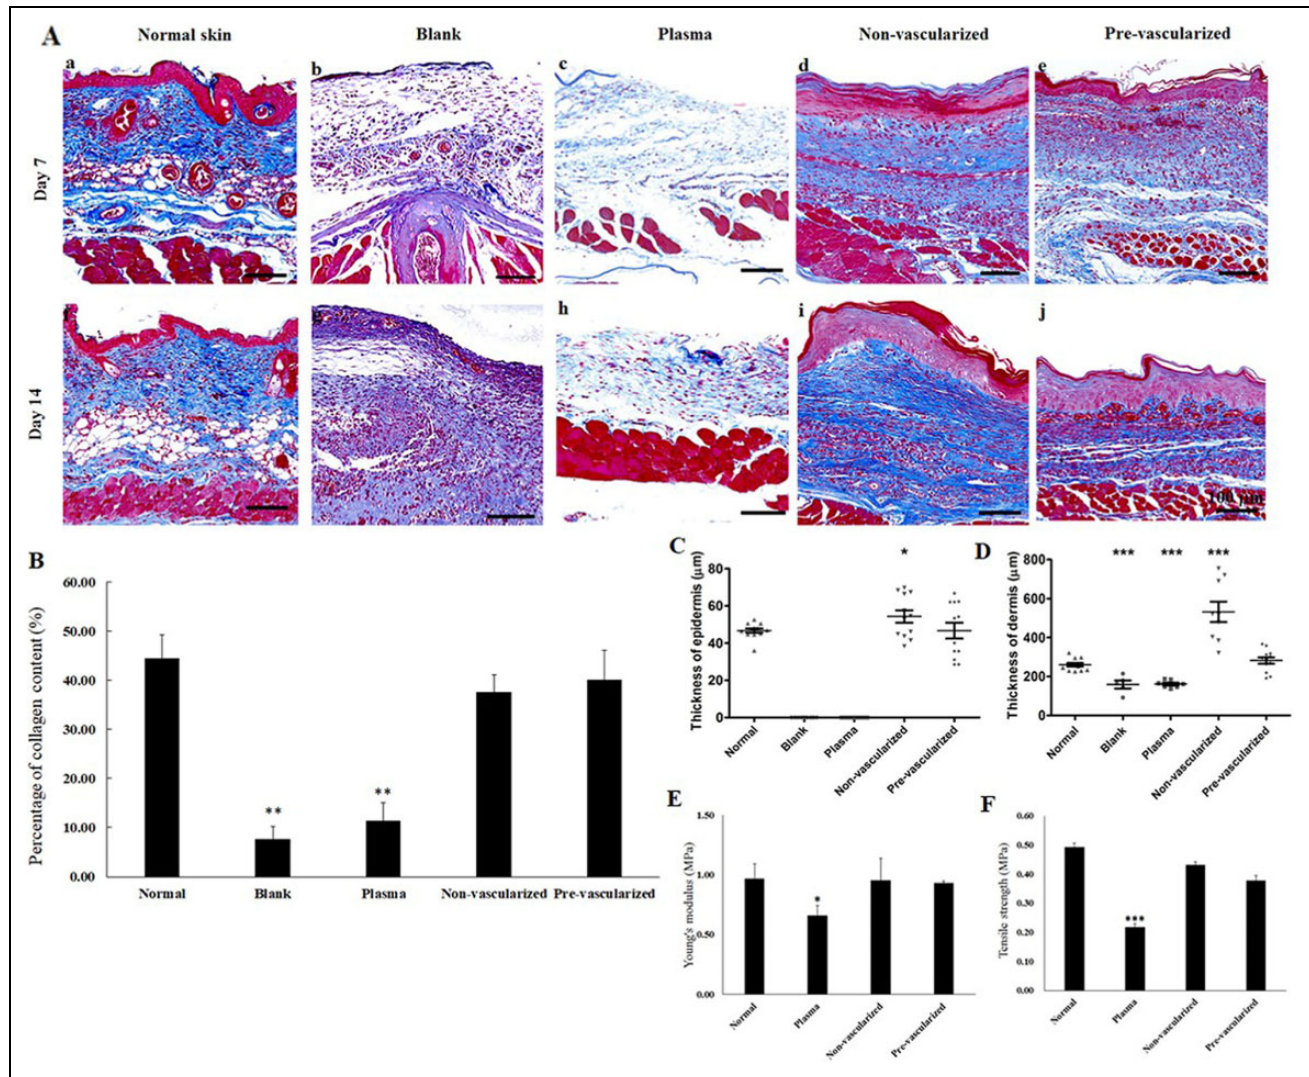 A
Normal skin
Blank
Plasma
Non-vascularized
Pre-vascularized
Day 7
a
b
c
d
e
Day 14
f
g
h
i
j
100 μm
B
Percentage of collagen content (%)
60.00
50.00
40.00
30.00
20.00
10.00
0.00
**
**
Normal
Blank
Plasma
Non-vascularized
Pre-vascularized
C
Thickness of epidermis (μm)
80
60
40
20
0
*
Normal
Blank
Plasma
Non-vascularized
Pre-vascularized
D
Thickness of dermis (μm)
800
600
400
200
0
***
***
***
Normal
Blank
Plasma
Non-vascularized
Pre-vascularized
E
Young's modulus (MPa)
1.50
1.00
0.50
0.00
*
Normal
Plasma
Non-vascularized
Pre-vascularized
F
Tensile strength (MPa)
0.60
0.50
0.40
0.30
0.20
0.10
0.00
***
Normal
Plasma
Non-vascularized
Pre-vascularized